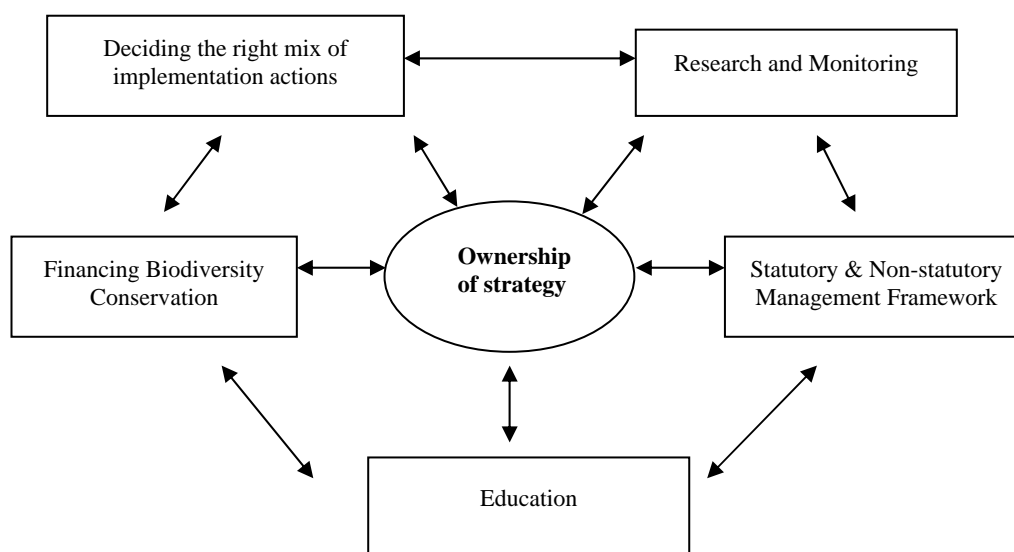 Deciding the right mix of
implementation actions
Research and Monitoring
Financing Biodiversity
Conservation
Ownership
of strategy
Statutory & Non-statutory
Management Framework
Education